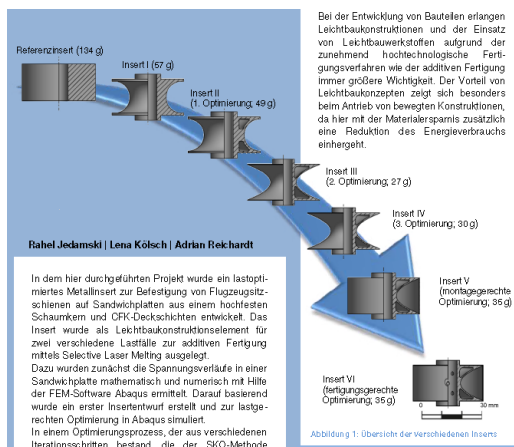 Referenzinsert (134 g)
Insert I (57 g)
Insert II
(1. Optimierung; 49 g)
Insert III
(2. Optimierung; 27 g)
Insert IV
(3. Optimierung; 30 g)
Insert V
(montagegerechte
Optimierung; 35 g)
Insert VI
(fertigungsgerechte
Optimierung; 35 g)
0
30 mm
Abbildung 1: Übersicht der verschiedenen Inserts
Bei der Entwicklung von Bauteilen erlangen
Leichtbaukonstruktionen und der Einsatz
von Leichtbauwerkstoffen aufgrund der
zunehmend hochtechnologische Ferti-
gungsverfahren wie der additiven Fertigung
immer größere Wichtigkeit. Der Vorteil von
Leichtbaukonzepten zeigt sich besonders
beim Antrieb von bewegten Konstruktionen,
da hier mit der Materialersparnis zusätzlich
eine Reduktion des Energieverbrauchs
einhergeht.
Rahel Jedamski | Lena Kölsch | Adrian Reichardt
In dem hier durchgeführten Projekt wurde ein lastopti-
miertes Metallinsert zur Befestigung von Flugzeugsitz-
schienen auf Sandwichplatten aus einem hochfesten
Schaumkern und CFK-Deckschichten entwickelt. Das
Insert wurde als Leichtbaukonstruktionselement für
zwei verschiedene Lastfälle zur additiven Fertigung
mittels Selective Laser Melting ausgelegt.
Dazu wurden zunächst die Spannungsverläufe in einer
Sandwichplatte mathematisch und numerisch mit Hilfe
der FEM-Software Abaqus ermittelt. Darauf basierend
wurde ein erster Insertentwurf erstellt und zur lastge-
rechten Optimierung in Abaqus simuliert.
In einem Optimierungsprozess, der aus verschiedenen
Iterationsschritten bestand, die der SKO-Methode